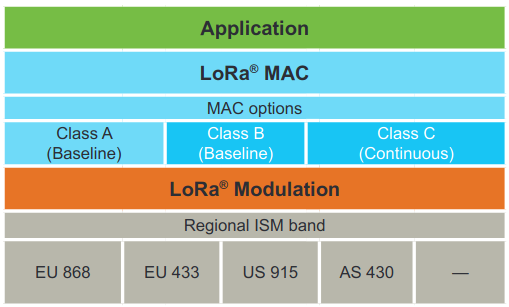 Application
LoRa® MAC
MAC options
Class A
(Baseline)
Class B
(Baseline)
Class C
(Continuous)
LoRa® Modulation
Regional ISM band
EU 868
EU 433
US 915
AS 430
—